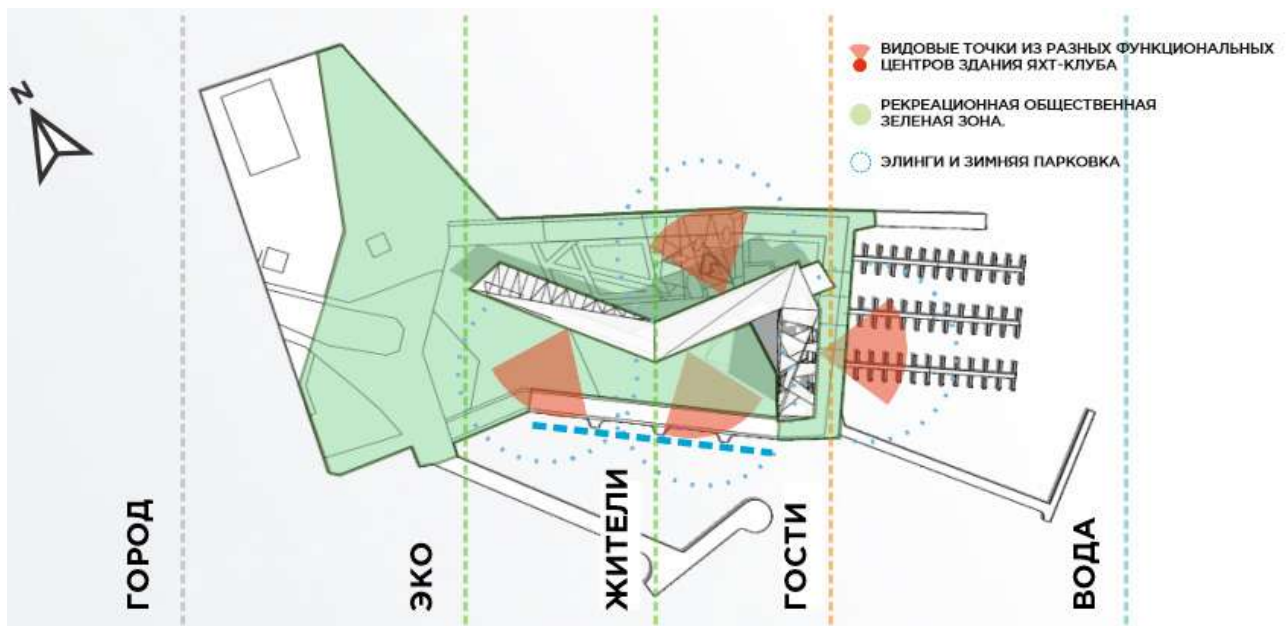 N
ВИДОВЫЕ ТОЧКИ ИЗ РАЗНЫХ ФУНКЦИОНАЛЬНЫХ
ЦЕНТРОВ ЗДАНИЯ ЯХТ-КЛУБА
РЕКРЕАЦИОННАЯ ОБЩЕСТВЕННАЯ
ЗЕЛЕНАЯ ЗОНА.
ЭЛИНГИ И ЗИМНЯЯ ПАРКОВКА
ГОРОД
ЭКО
ЖИТЕЛИ
ГОСТИ
ВОДА